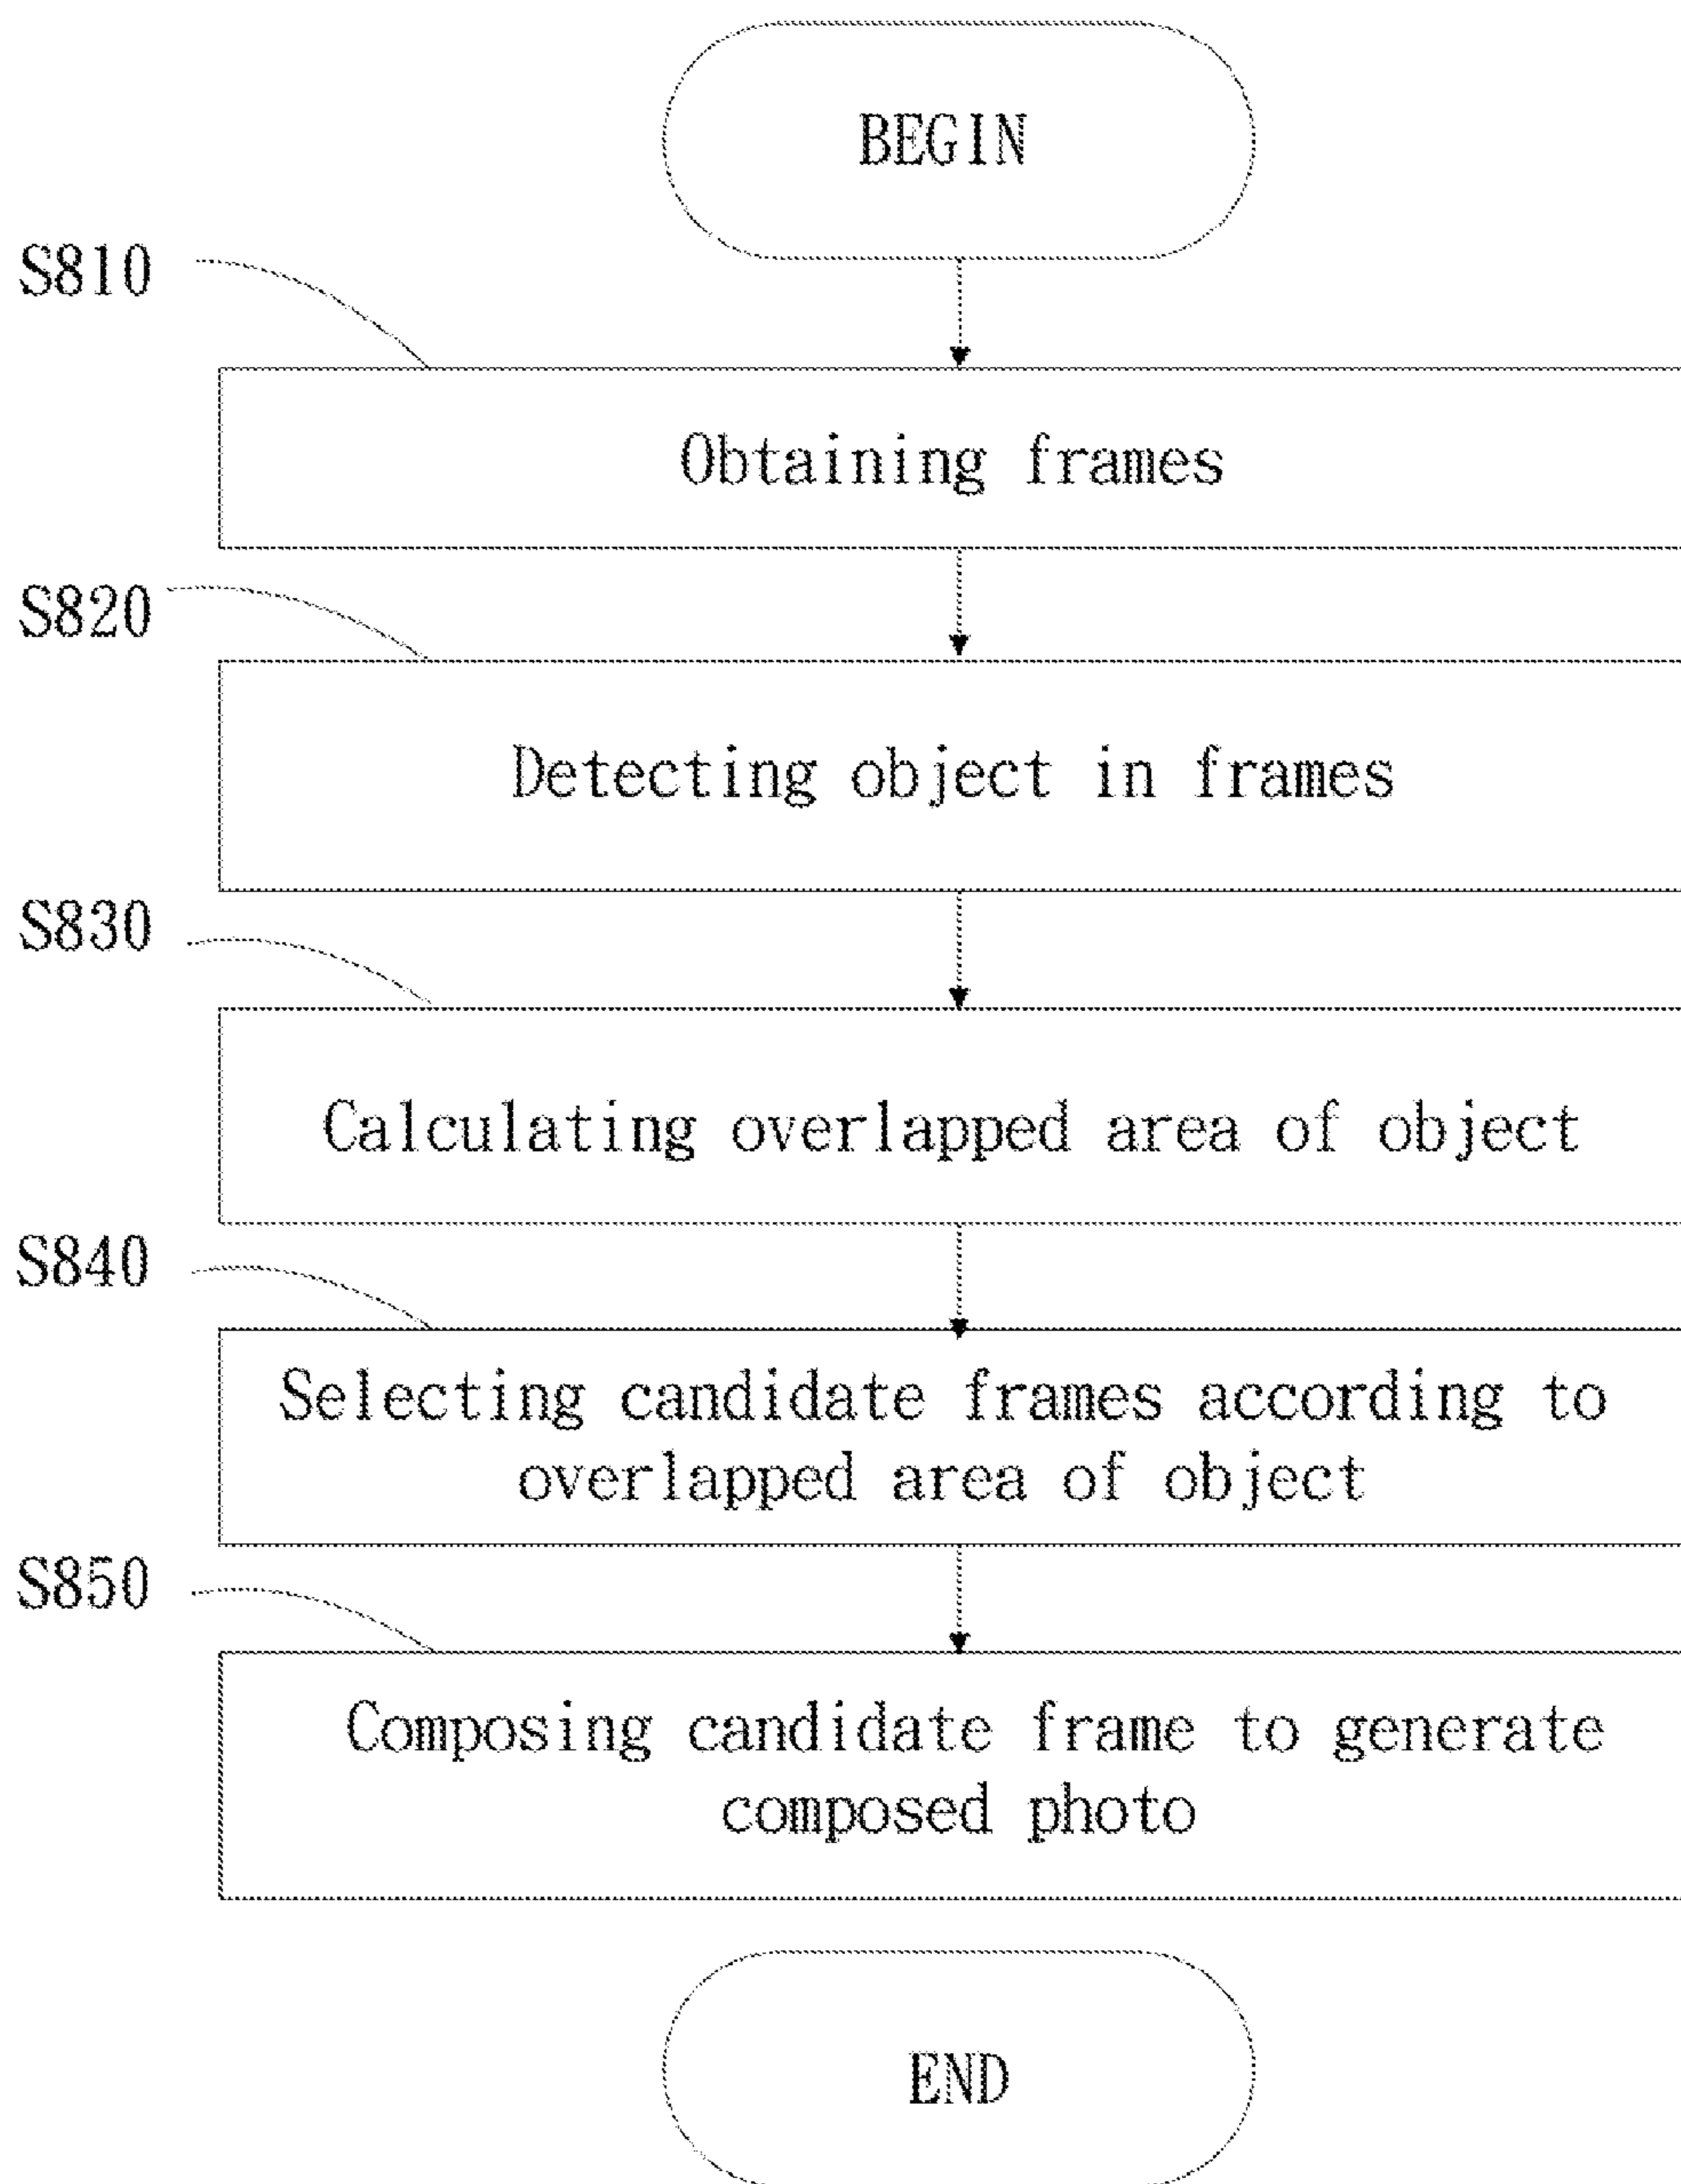 BEGIN
S810
Obtaining frames
S820
Detecting object in frames
S830
Calculating overlapped area of object
S840
Selecting candidate frames according to
overlapped area of object
S850
Composing candidate frame to generate
composed photo
END